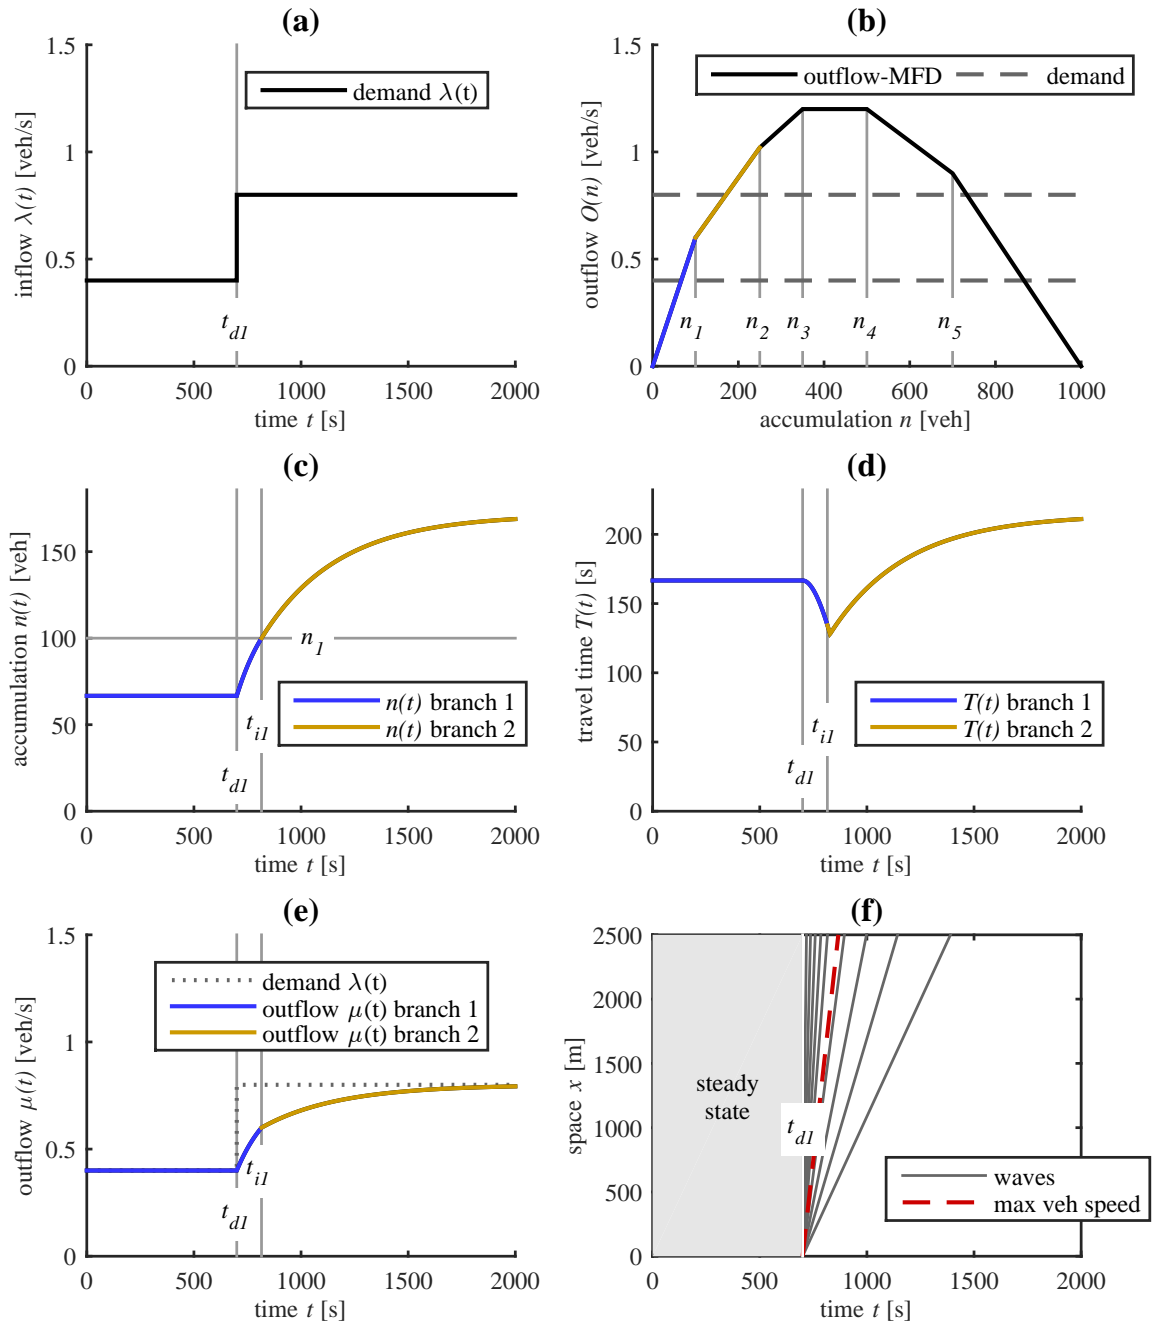 (a)
1.5
1
0.5
0
inflow λ(t) [veh/s]
demand λ(t)
t_d1
0 500 1000 1500 2000
time t [s]
(b)
1.5
1
0.5
0
outflow O(n) [veh/s]
outflow-MFD demand
n_1 n_2 n_3 n_4 n_5
0 200 400 600 800 1000
accumulation n [veh]
(c)
150
100
50
0
accumulation n(t) [veh]
n_1
n(t) branch 1
n(t) branch 2
t_i1
t_d1
0 500 1000 1500 2000
time t [s]
(d)
200
150
100
50
0
travel time T(t) [s]
T(t) branch 1
T(t) branch 2
t_i1
t_d1
0 500 1000 1500 2000
time t [s]
(e)
1.5
1
0.5
0
outflow μ(t) [veh/s]
demand λ(t)
outflow μ(t) branch 1
outflow μ(t) branch 2
t_i1
t_d1
0 500 1000 1500 2000
time t [s]
(f)
2500
2000
1500
1000
500
0
space x [m]
steady
state
t_d1
waves
max veh speed
0 500 1000 1500 2000
time t [s]